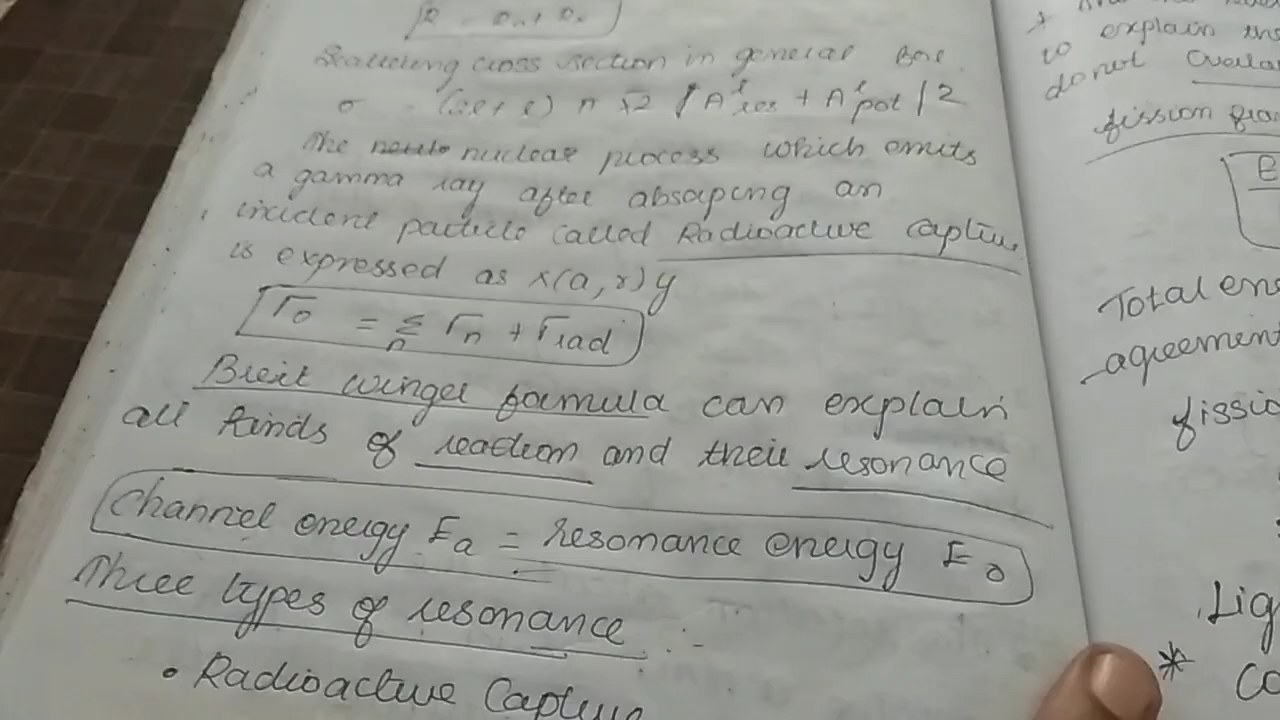 Scattering cross section in general
σ = (2l + 1) π ƛ2 | A^l res + A^l pot |2
The neutr nuclear process which emits
a gamma ray after absorping an
incident particle called Radioactive Capture
is expressed as x(a, r) y
Γ0 = Σn Γn + Γrad
Breit winger formula can explain
all kinds of reaction and their resonance
Channel energy Ea = resonance energy E0
Three types of resonance :-
• Radioactive Capture
to explain the
do not
fission
E
Total
agreement
fissio
Lig
*